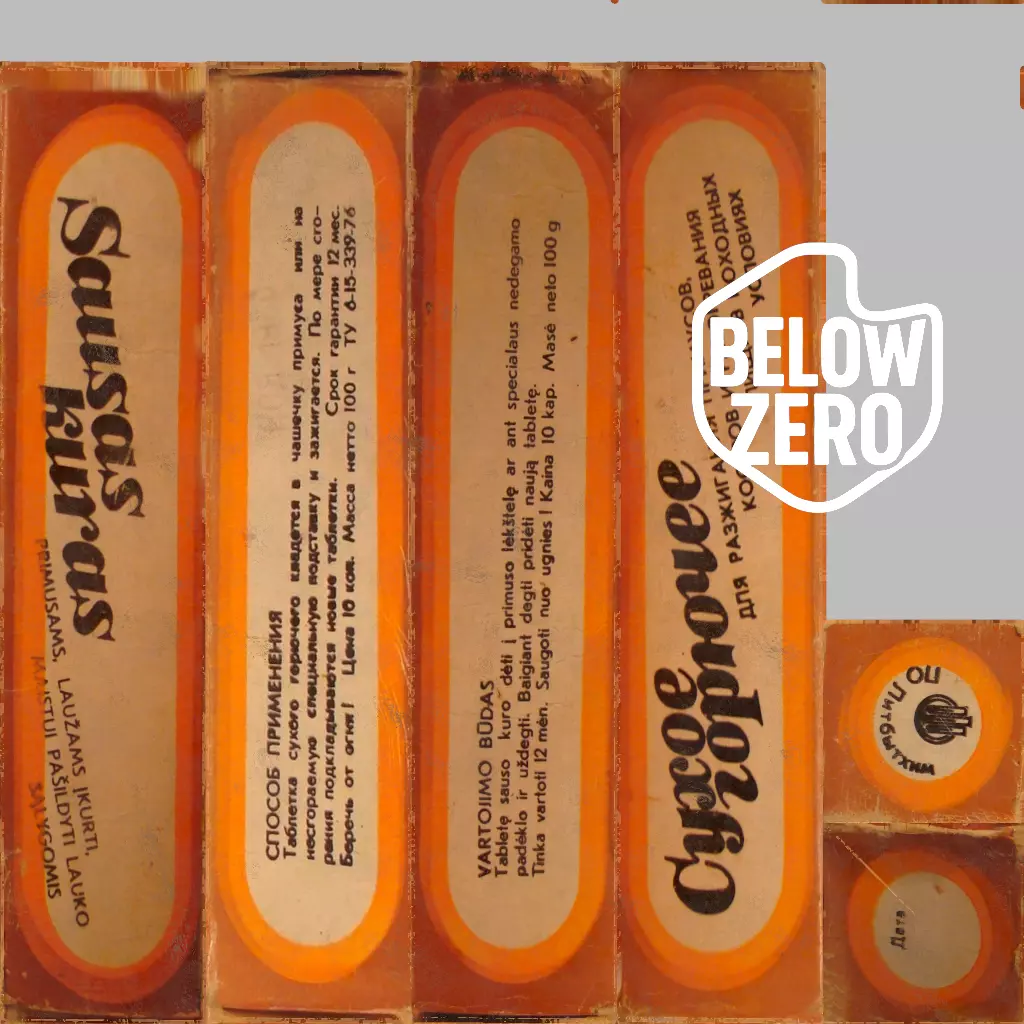 Sausas
kuras
PRIMUSAMS, LAUŽAMS ĮKURTI,
MAISTUI PAŠILDYTI LAUKO
SĄLYGOMIS
СПОСОБ ПРИМЕНЕНИЯ
Таблетка сухого горючего кладется в чашечку примуса или на
несгораемую специальную подставку и зажигается. По мере сго-
рания подкладываются новые таблетки. Срок гарантии 12 мес.
Беречь от огня! Цена 10 коп. Масса нетто 100 г ТУ 6-15-339-76
VARTOJIMO BŪDAS
Tabletę sauso kuro dėti į primuso lėkštelę ar ant specialaus nedegamo
padėklo ir uždegti. Baigiant degti pridėti naują tabletę.
Tinka vartoti 12 mėn. Saugoti nuo ugnies! Kaina 10 kap. Masė neto 100 g
Сухое
горючее
ДЛЯ РАЗЖИГАНИЯ
В ПОХОДНЫХ
УСЛОВИЯХ
BELOW
ZERO
ПО Литбытхим
Дата